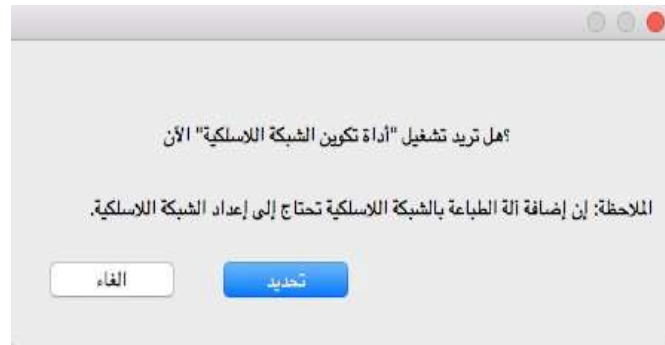 ؟هل تريد تشغيل "أداة تكوين الشبكة اللاسلكية" الآن
الملاحظة: إن إضافة آلة الطباعة بالشبكة اللاسلكية تحتاج إلى إعداد الشبكة اللاسلكية.
تحديد
الغاء